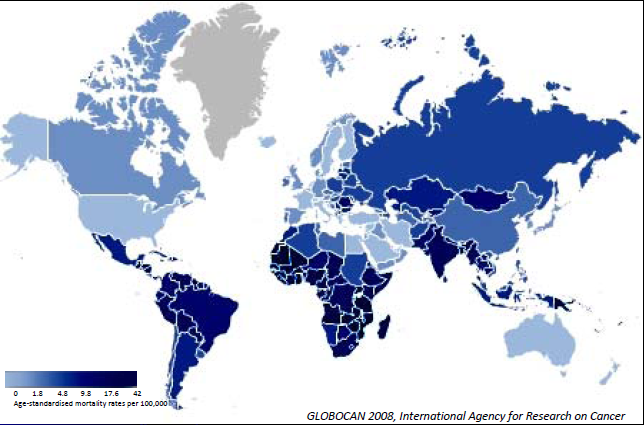 0 1.8 4.8 9.8 17.6 42
Age-standardised mortality rates per 100,000
GLOBOCAN 2008, International Agency for Research on Cancer